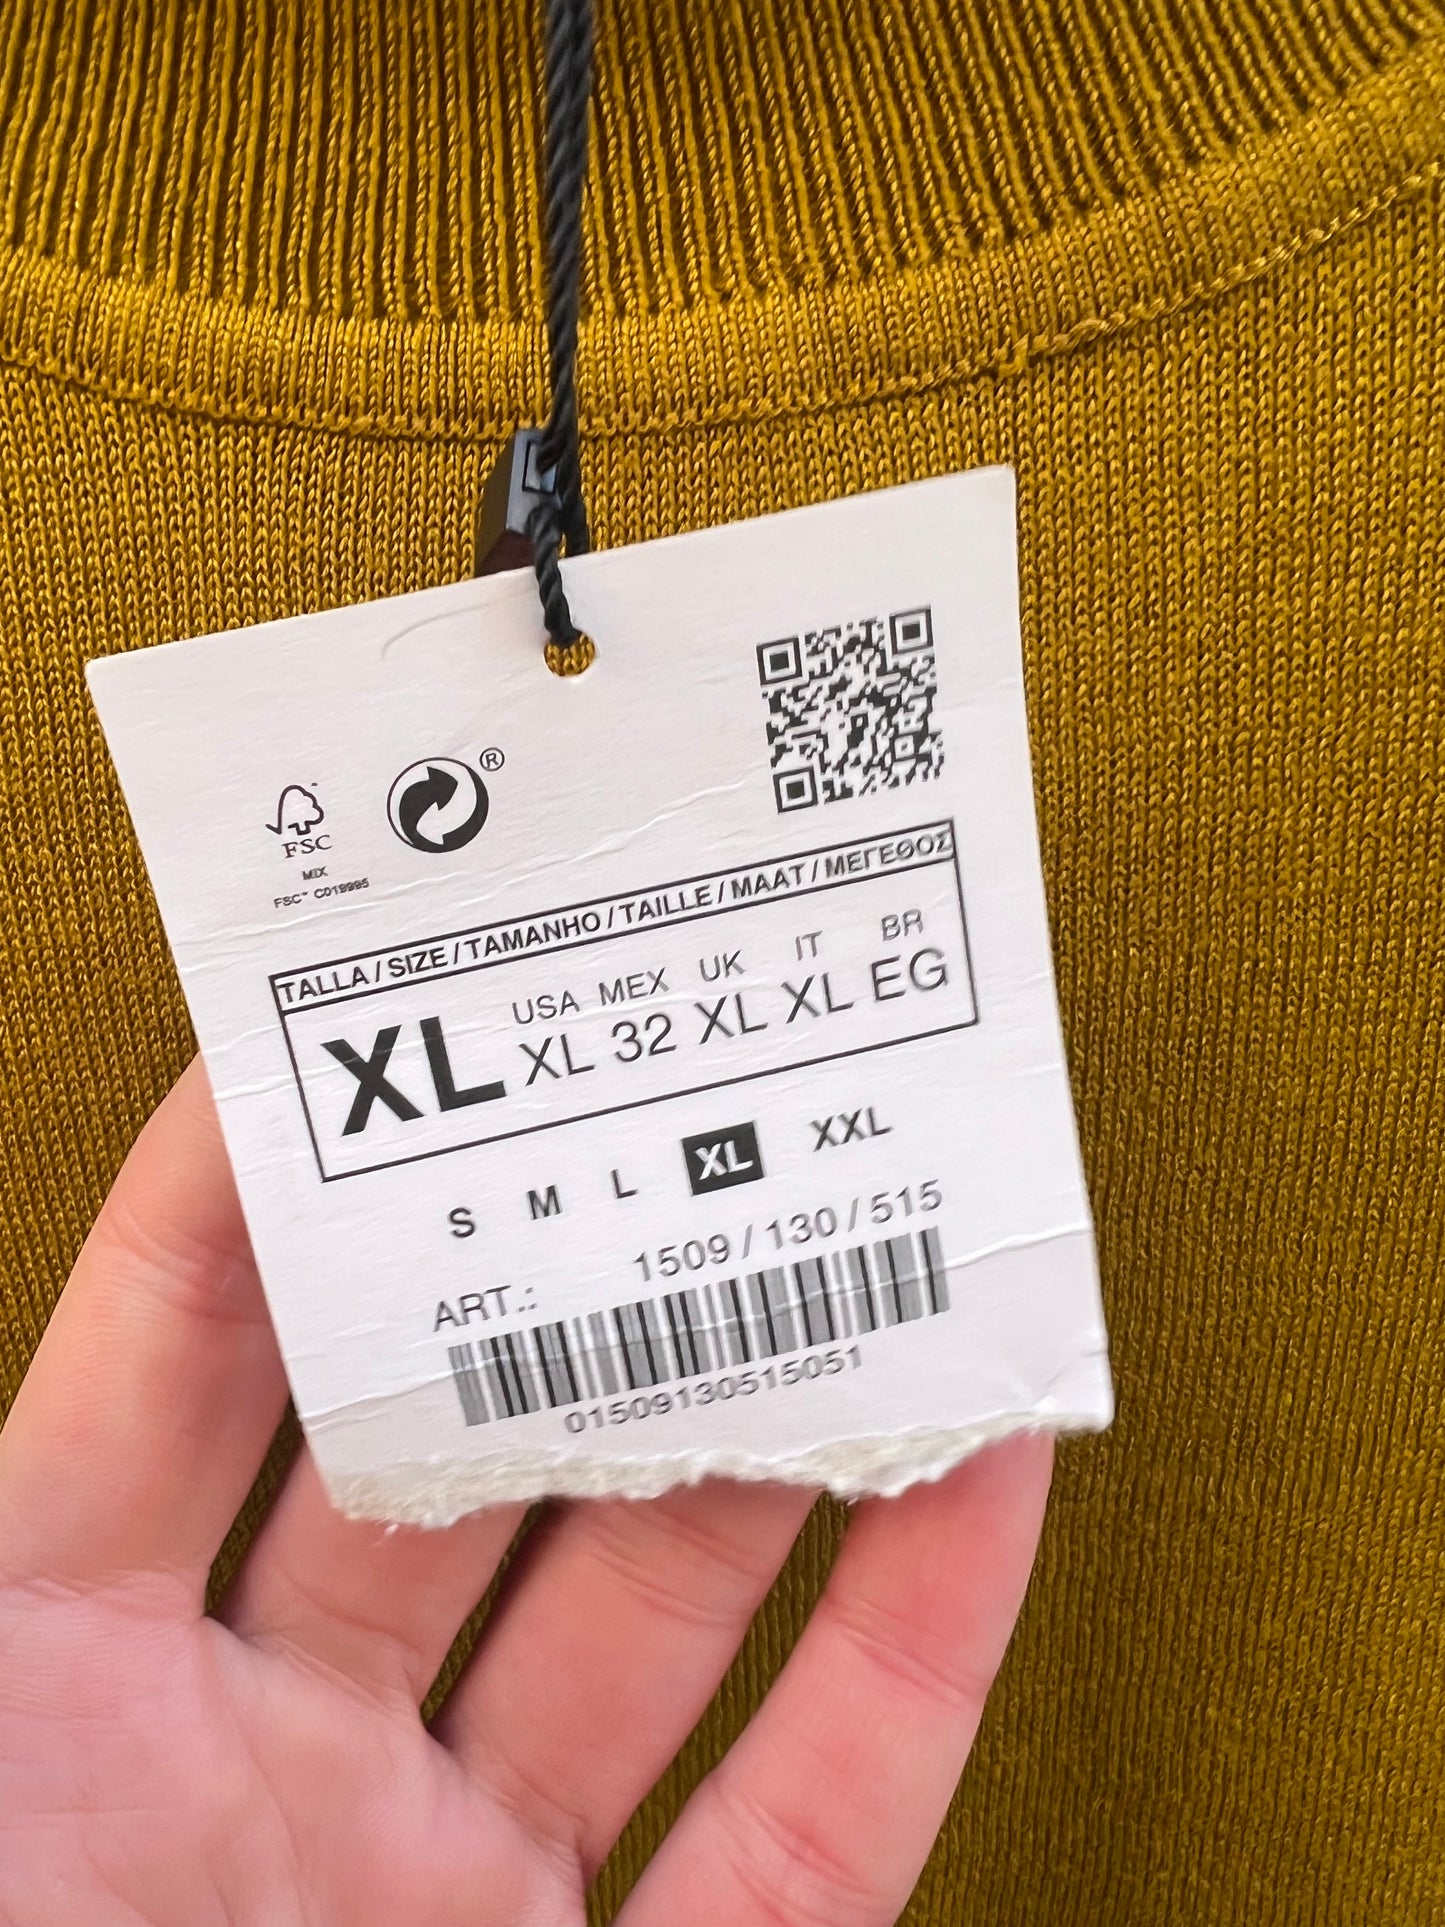 ®
FSC
MIX
FSC™ C019995
TALLA / SIZE / TAMANHO / TAILLE / MAAT / ΜΕΓΕΘΟΣ
USA MEX UK IT BR
XL XL 32 XL XL EG
S M L XL XXL
ART.: 1509 / 130 / 515
01509130515051